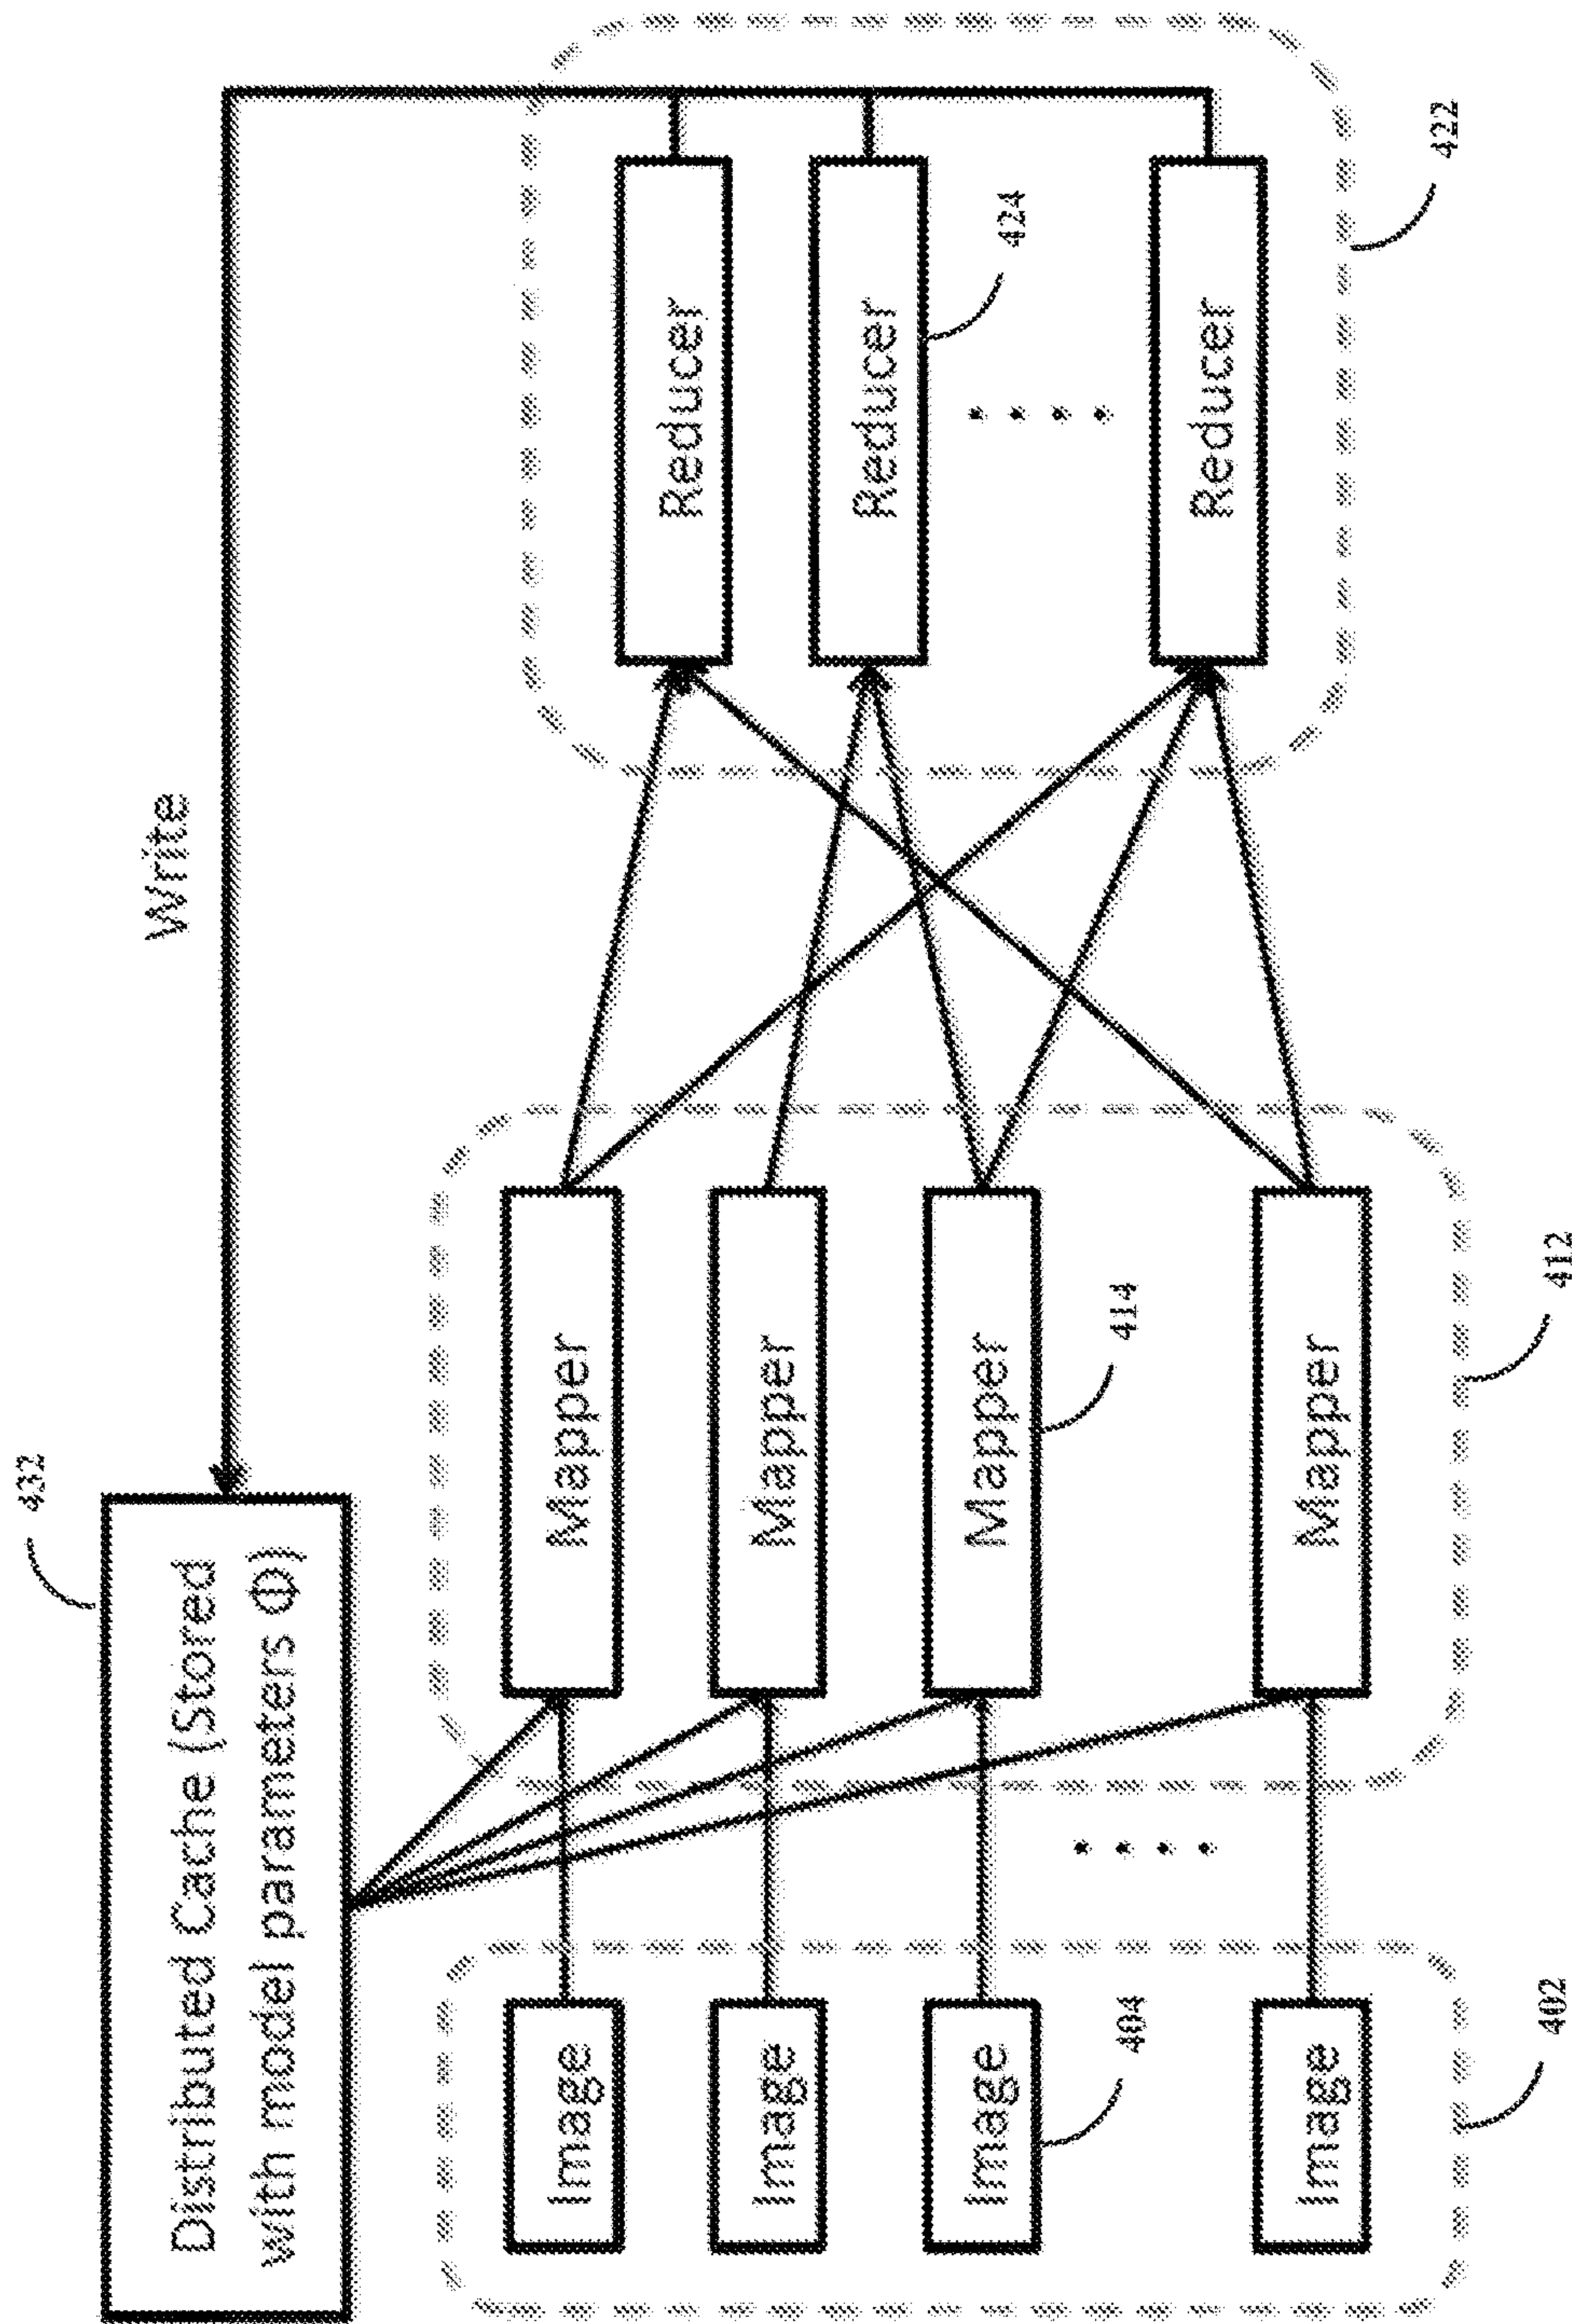 432
Distributed Cache (Stored
with model parameters Φ)
Write
Image
Image
Image
Image
404
402
Mapper
Mapper
Mapper
Mapper
414
412
Reducer
Reducer
Reducer
424
422
. . . .
. . . .